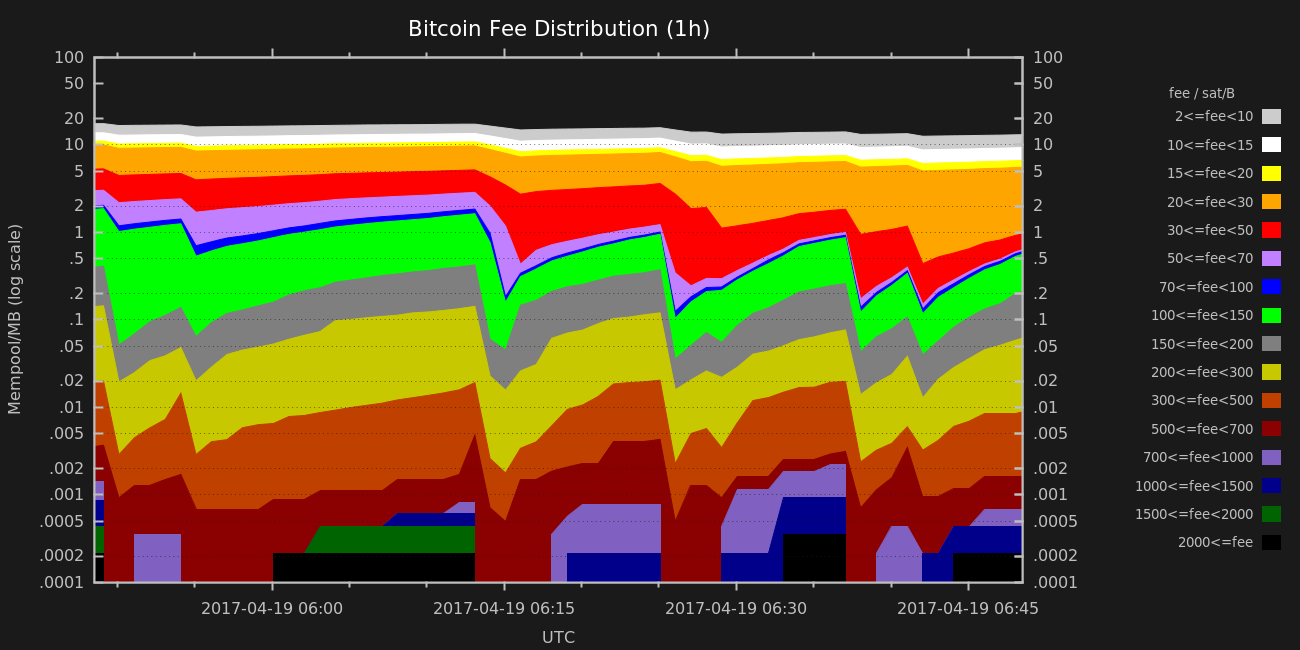 Bitcoin Fee Distribution (1h)
100
50
20
10
5
2
1
.5
.2
.1
.05
.02
.01
.005
.002
.001
.0005
.0002
.0001
Mempool/MB (log scale)
100
50
20
10
5
2
1
.5
.2
.1
.05
.02
.01
.005
.002
.001
.0005
.0002
.0001
2017-04-19 06:00
2017-04-19 06:15
2017-04-19 06:30
2017-04-19 06:45
UTC
fee / sat/B
2<=fee<10
10<=fee<15
15<=fee<20
20<=fee<30
30<=fee<50
50<=fee<70
70<=fee<100
100<=fee<150
150<=fee<200
200<=fee<300
300<=fee<500
500<=fee<700
700<=fee<1000
1000<=fee<1500
1500<=fee<2000
2000<=fee